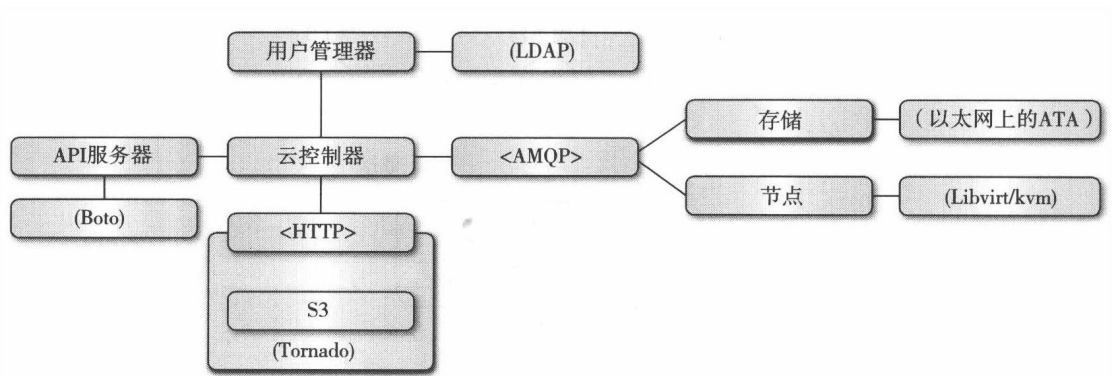 用户管理器
(LDAP)
存储
(以太网上的ATA)
API服务器
云控制器
<AMQP>
(Boto)
节点
(Libvirt/kvm)
<HTTP>
S3
(Tornado)